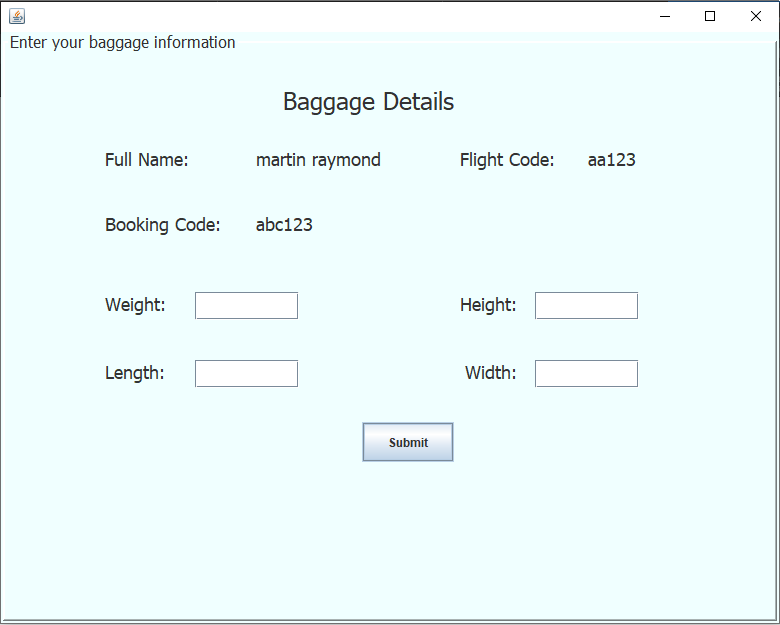 Enter your baggage information
Baggage Details
Full Name: martin raymond Flight Code: aa123
Booking Code: abc123
Weight: Height:
Length: Width:
Submit